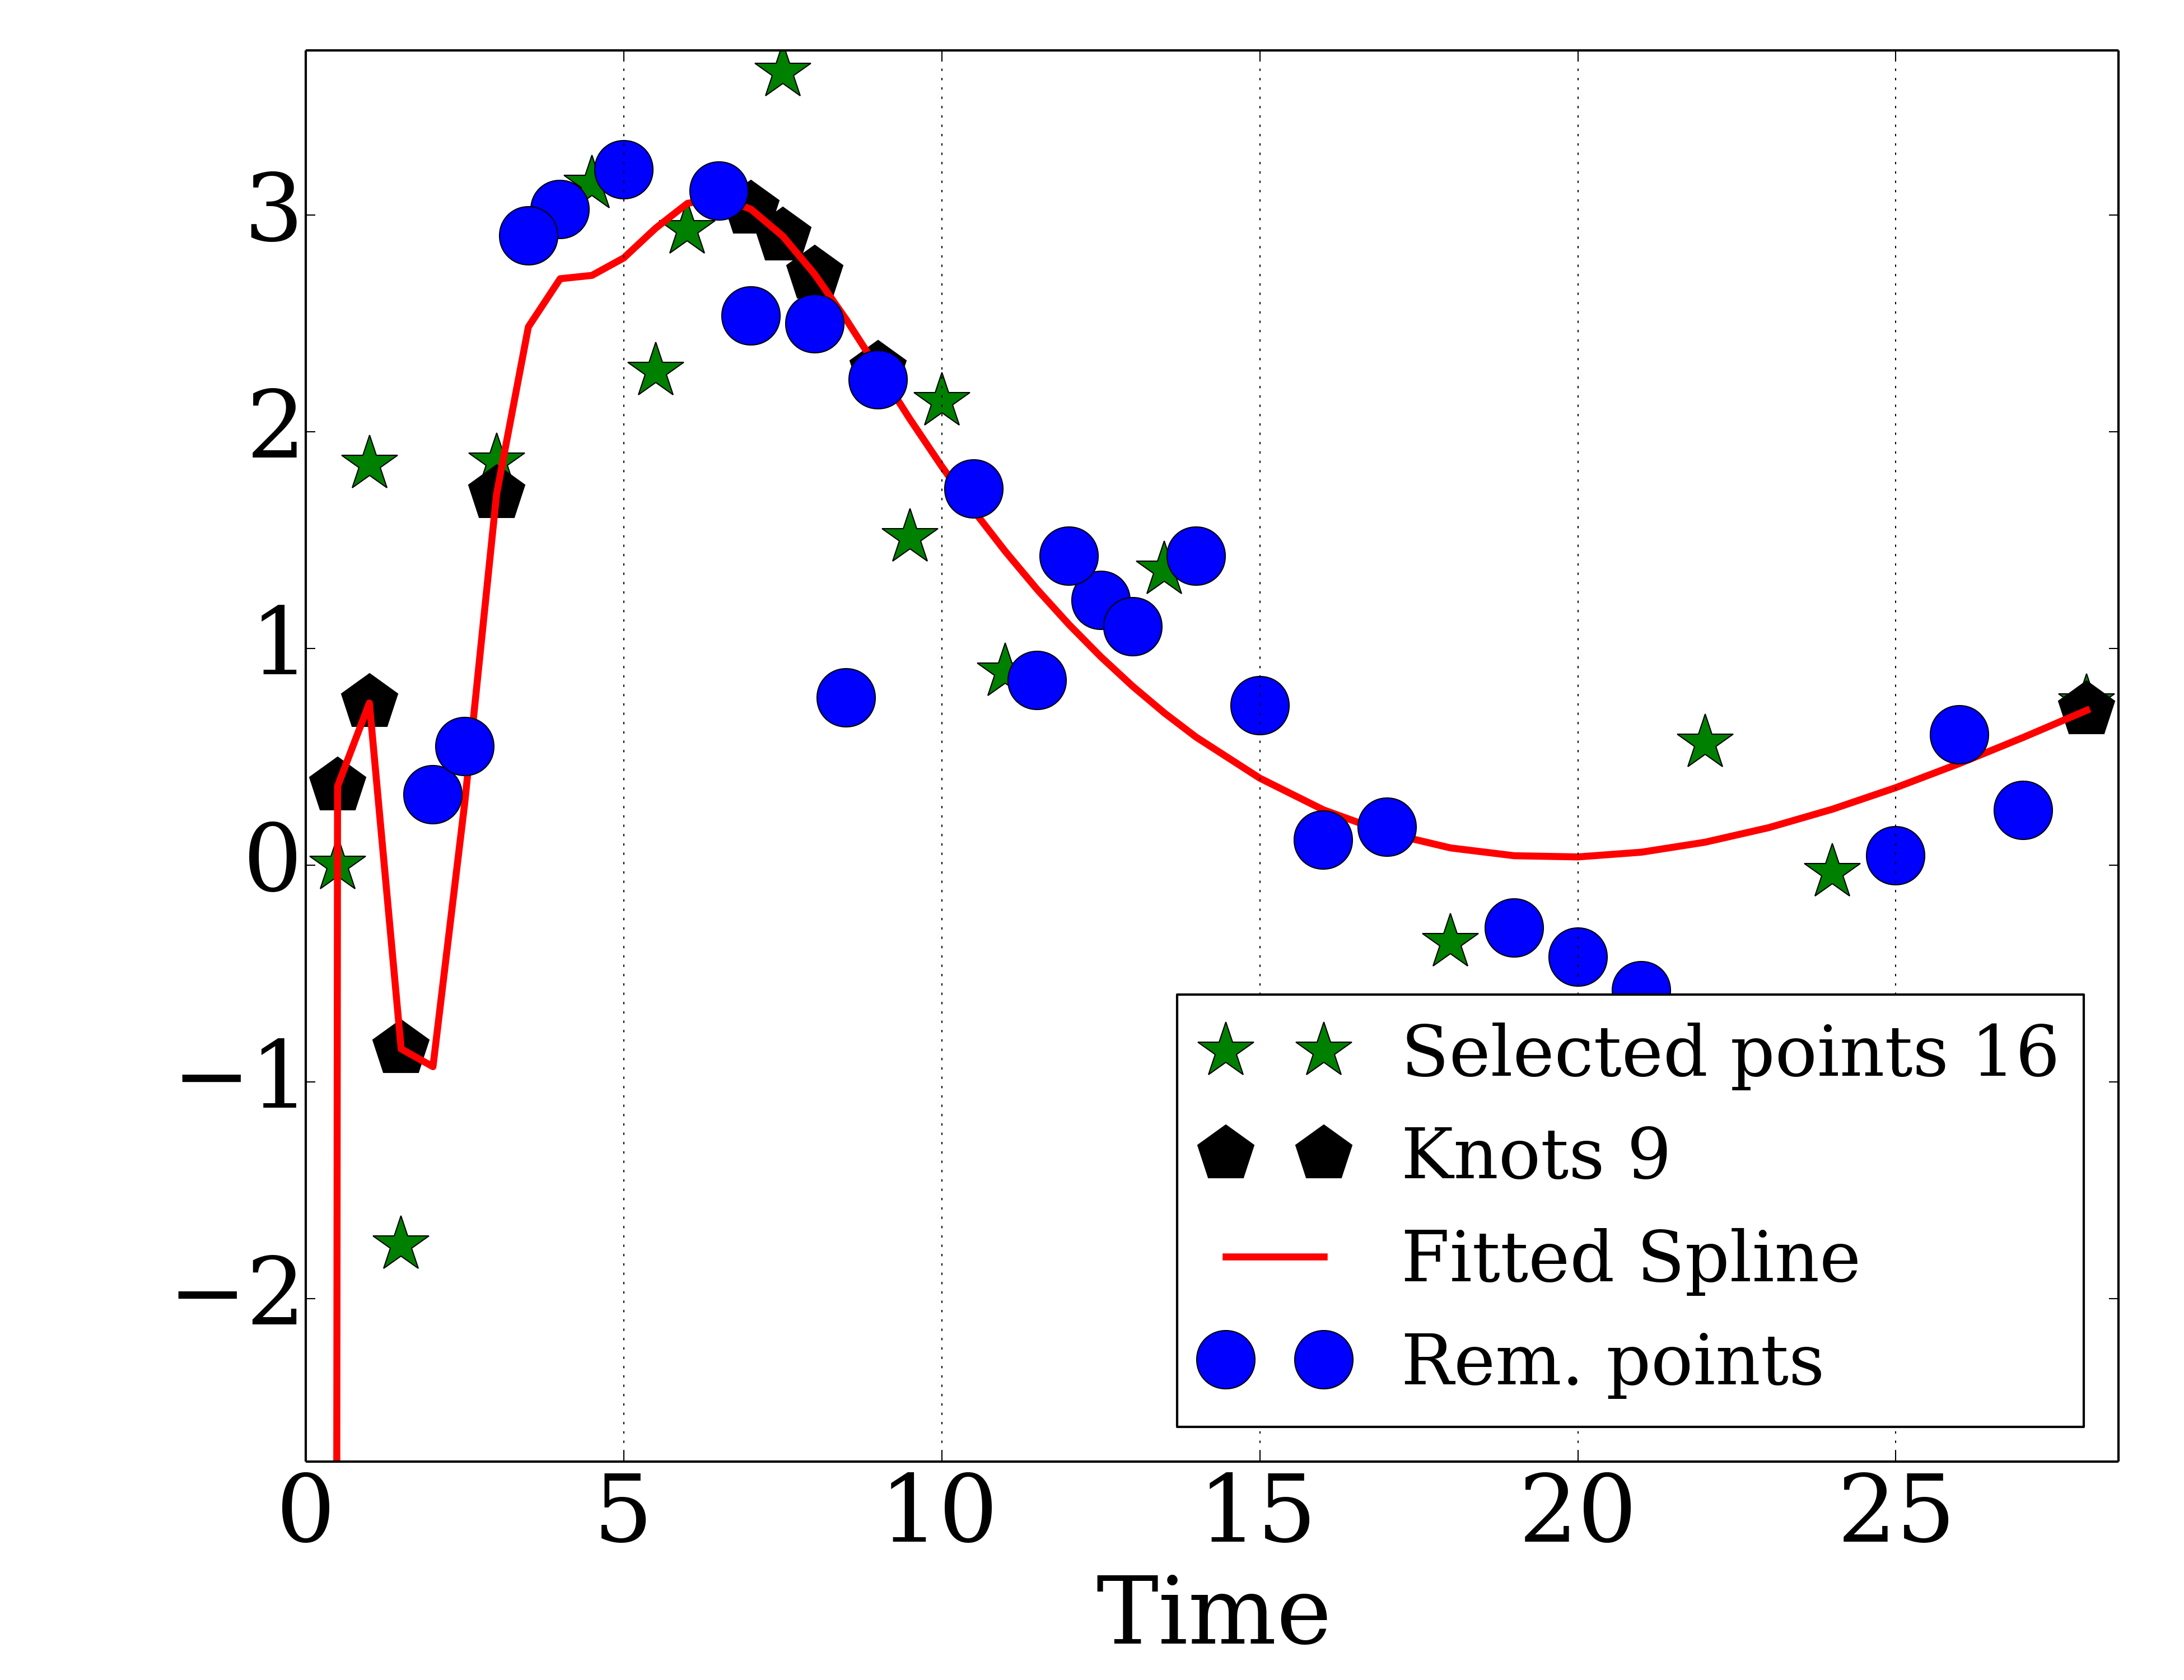 3
2
1
0
−1
−2
Selected points 16
Knots 9
Fitted Spline
Rem. points
0 5 10 15 20 25
Time